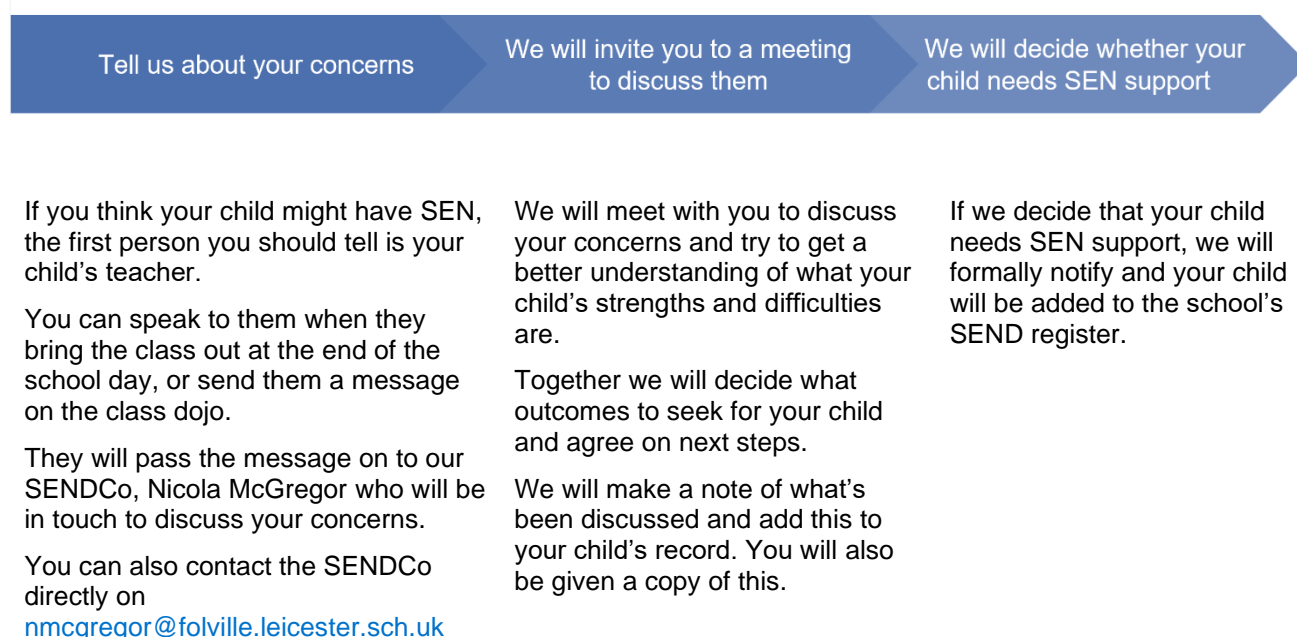 Tell us about your concerns
We will invite you to a meeting
to discuss them
We will decide whether your
child needs SEN support
If you think your child might have SEN,
the first person you should tell is your
child's teacher.
You can speak to them when they
bring the class out at the end of the
school day, or send them a message
on the class dojo.
They will pass the message on to our
SENDCo, Nicola McGregor who will be
in touch to discuss your concerns.
You can also contact the SENDCo
directly on
nmcgregor@folville.leicester.sch.uk
We will meet with you to discuss
your concerns and try to get a
better understanding of what your
child's strengths and difficulties
are.
Together we will decide what
outcomes to seek for your child
and agree on next steps.
We will make a note of what's
been discussed and add this to
your child's record. You will also
be given a copy of this.
If we decide that your child
needs SEN support, we will
formally notify and your child
will be added to the school's
SEND register.